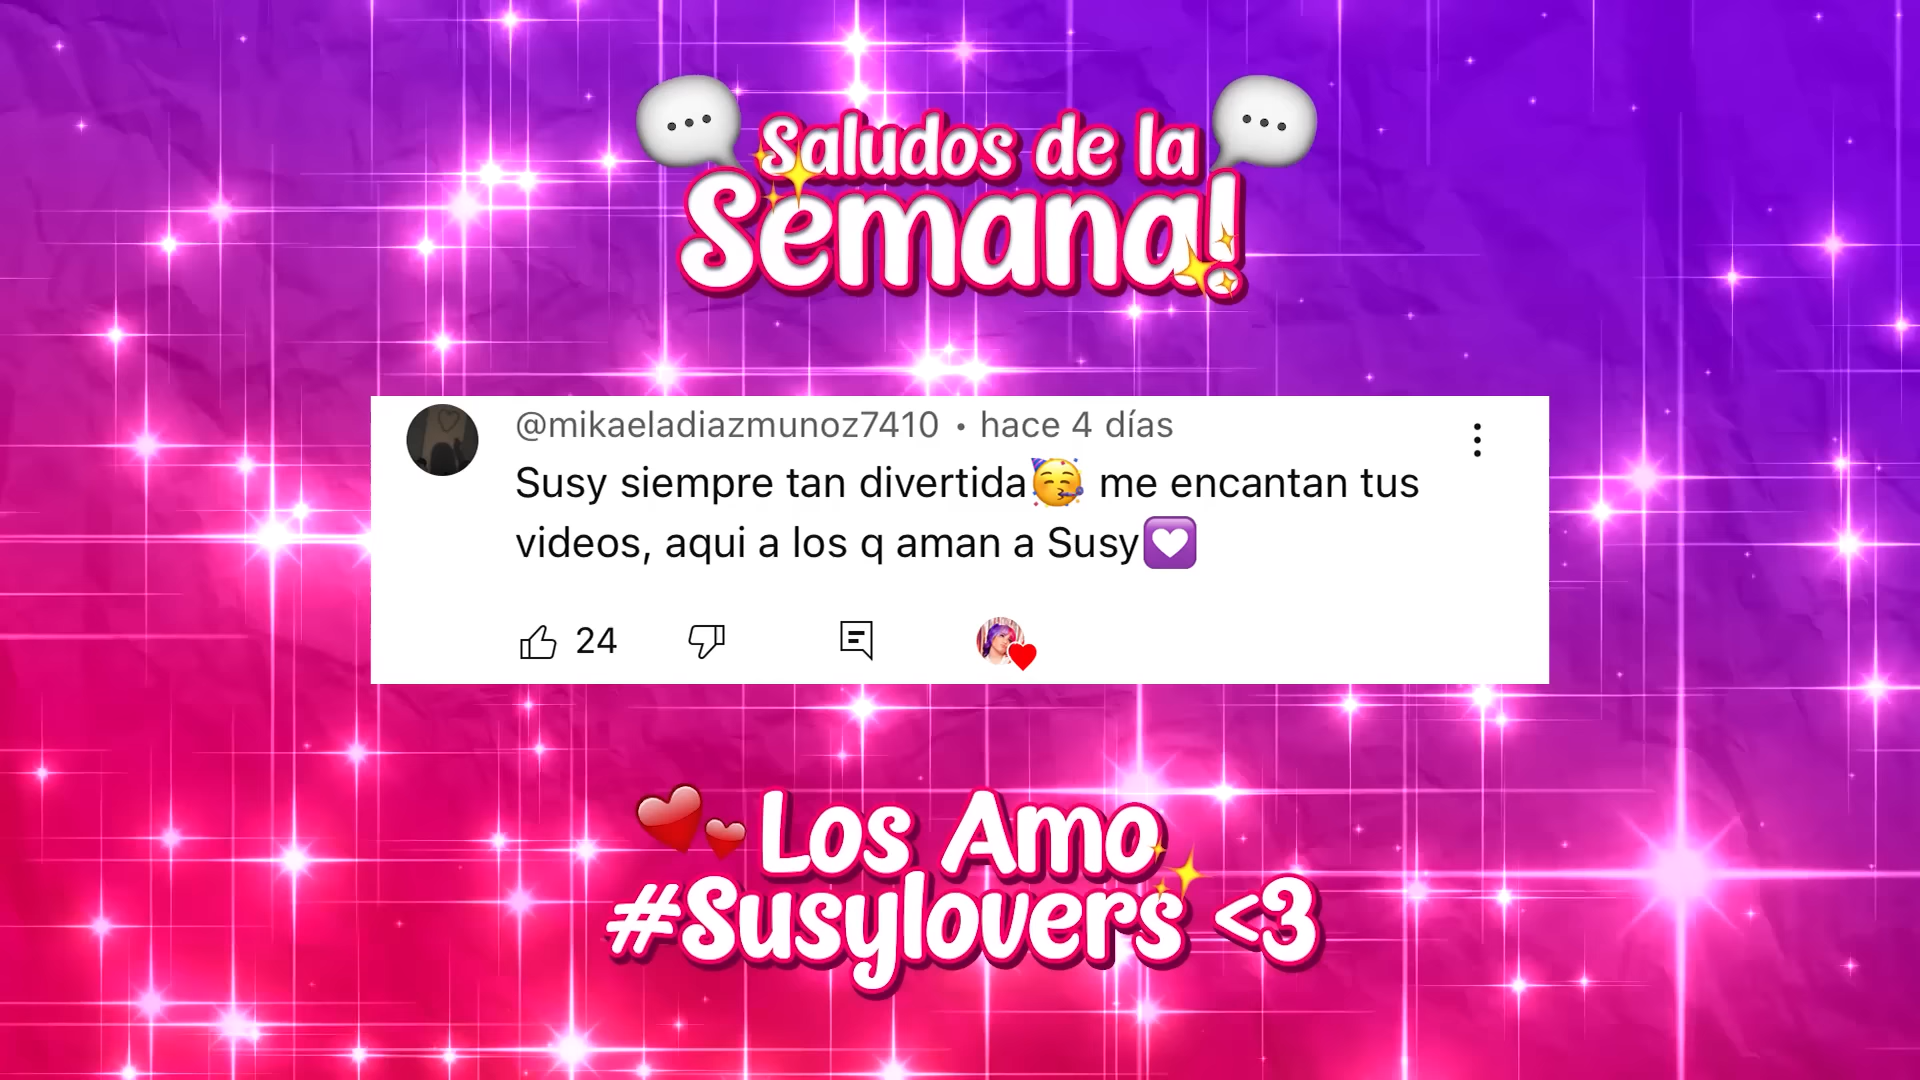 Saludos de la
Semana!
@mikaeladiazmunoz7410 • hace 4 días
Susy siempre tan divertida🥳 me encantan tus
videos, aqui a los q aman a Susy💟
24
Los Amo
#Susylovers <3